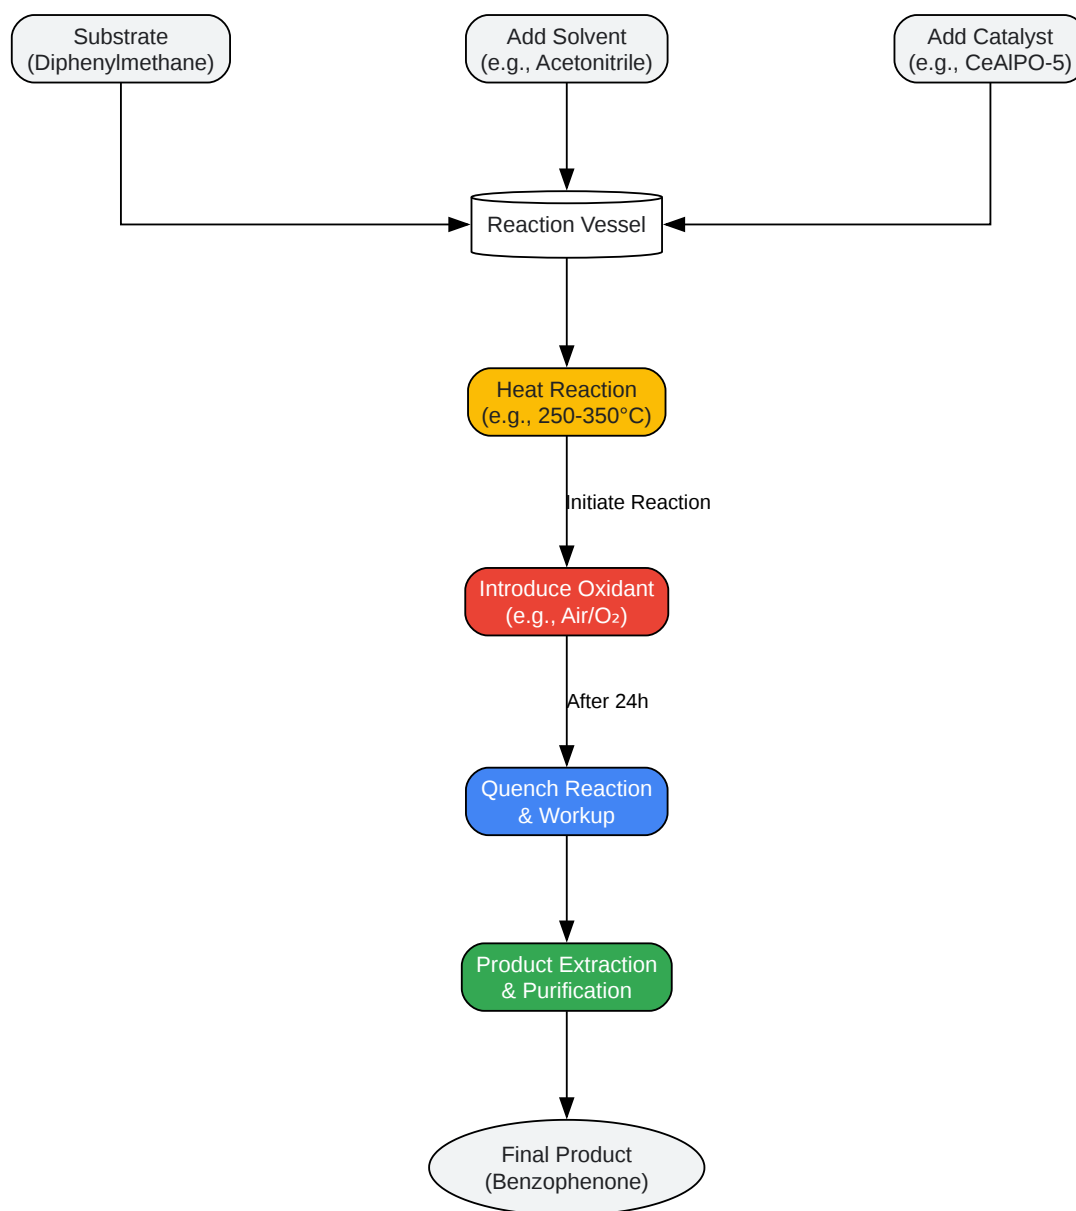 Substrate
(Diphenylmethane)
Add Solvent
(e.g., Acetonitrile)
Add Catalyst
(e.g., CeAlPO-5)
Reaction Vessel
Heat Reaction
(e.g., 250-350°C)
Initiate Reaction
Introduce Oxidant
(e.g., Air/O₂)
After 24h
Quench Reaction
& Workup
Product Extraction
& Purification
Final Product
(Benzophenone)